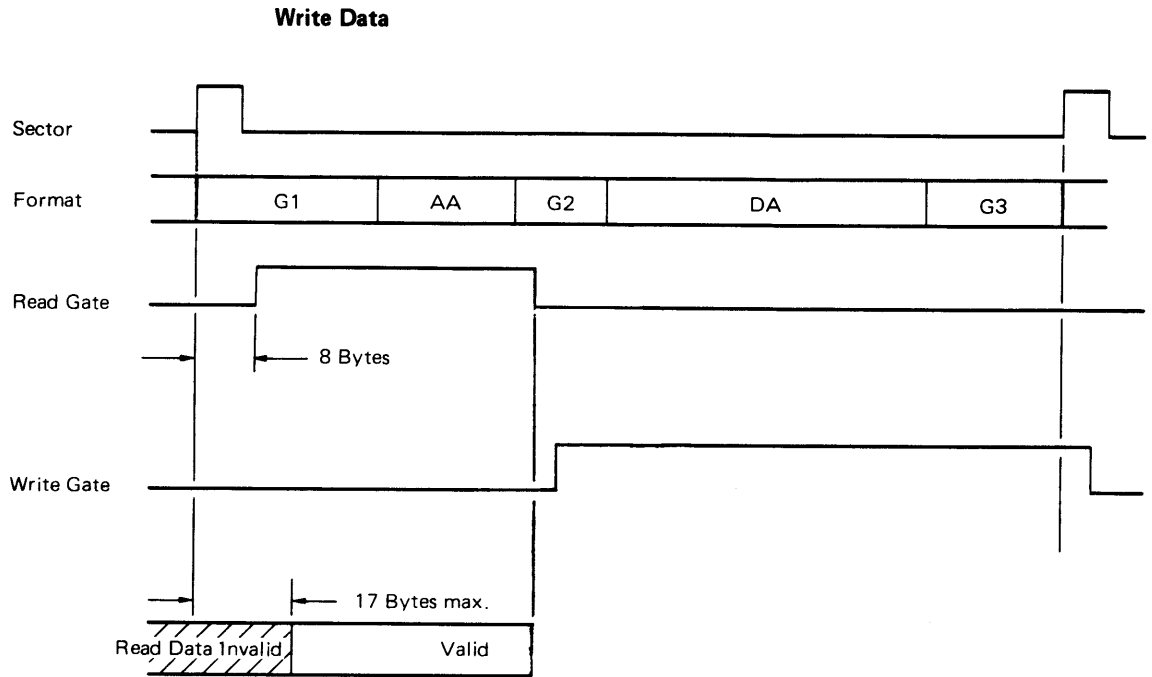 Write Data
Sector
Format G1 AA G2 DA G3
Read Gate
8 Bytes
Write Gate
17 Bytes max.
Read Data 1nvalid Valid